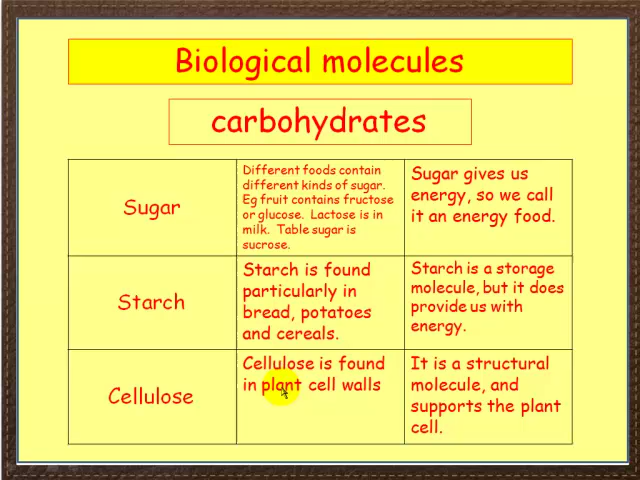 Biological molecules
carbohydrates
Sugar
Different foods contain
different kinds of sugar.
Eg fruit contains fructose
or glucose. Lactose is in
milk. Table sugar is
sucrose.
Sugar gives us
energy, so we call
it an energy food.
Starch
Starch is found
particularly in
bread, potatoes
and cereals.
Starch is a storage
molecule, but it does
provide us with
energy.
Cellulose
Cellulose is found
in plant cell walls
It is a structural
molecule, and
supports the plant
cell.